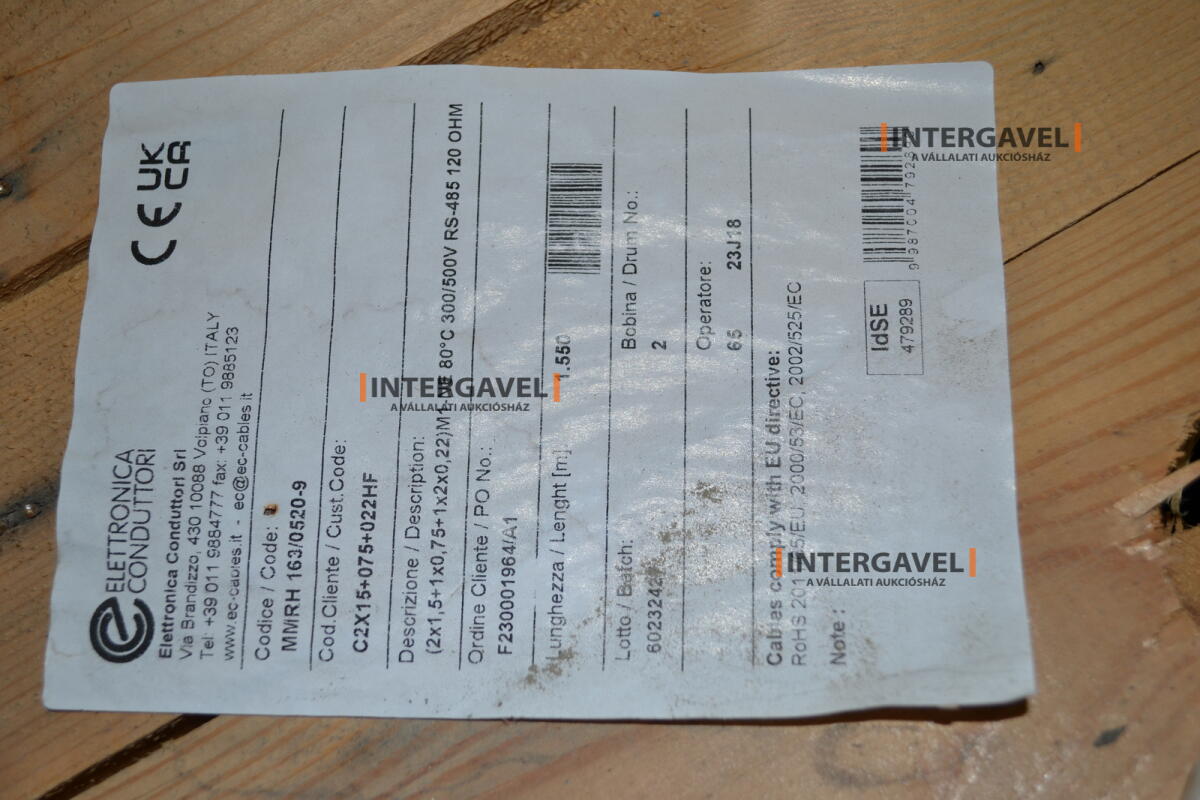 ELETTRONICA
CONDUTTORI
CE UK
CA
Elettronica Conduttori Srl
Via Brandizzo, 430 10088 Volpiano (TO) ITALY
Tel: +39 011 9884777 fax: +39 011 9885123
www.ec-cables.it - ec@ec-cables.it
Codice / Code:
MMRH 163/0520-9
Cod.Cliente / Cust.Code:
C2X15+075+022HF
Descrizione / Description:
(2x1,5+1x0,75+1x2x0,22)M1 80°C 300/500V RS-485 120 OHM
Ordine Cliente / PO No.:
F230001964/A1
Lunghezza / Lenght [m]: 1.550
Lotto / Batch: Bobina / Drum No.:
2
Operatore:
65 23J18
Cables comply with EU directive:
2000/53/EC, 2002/525/EC
Note :
IdSE
479289
INTERGAVEL
A VÁLLALATI AUKCIÓSHÁZ
INTERGAVEL
A VÁLLALATI AUKCIÓSHÁZ
INTERGAVEL
A VÁLLALATI AUKCIÓSHÁZ